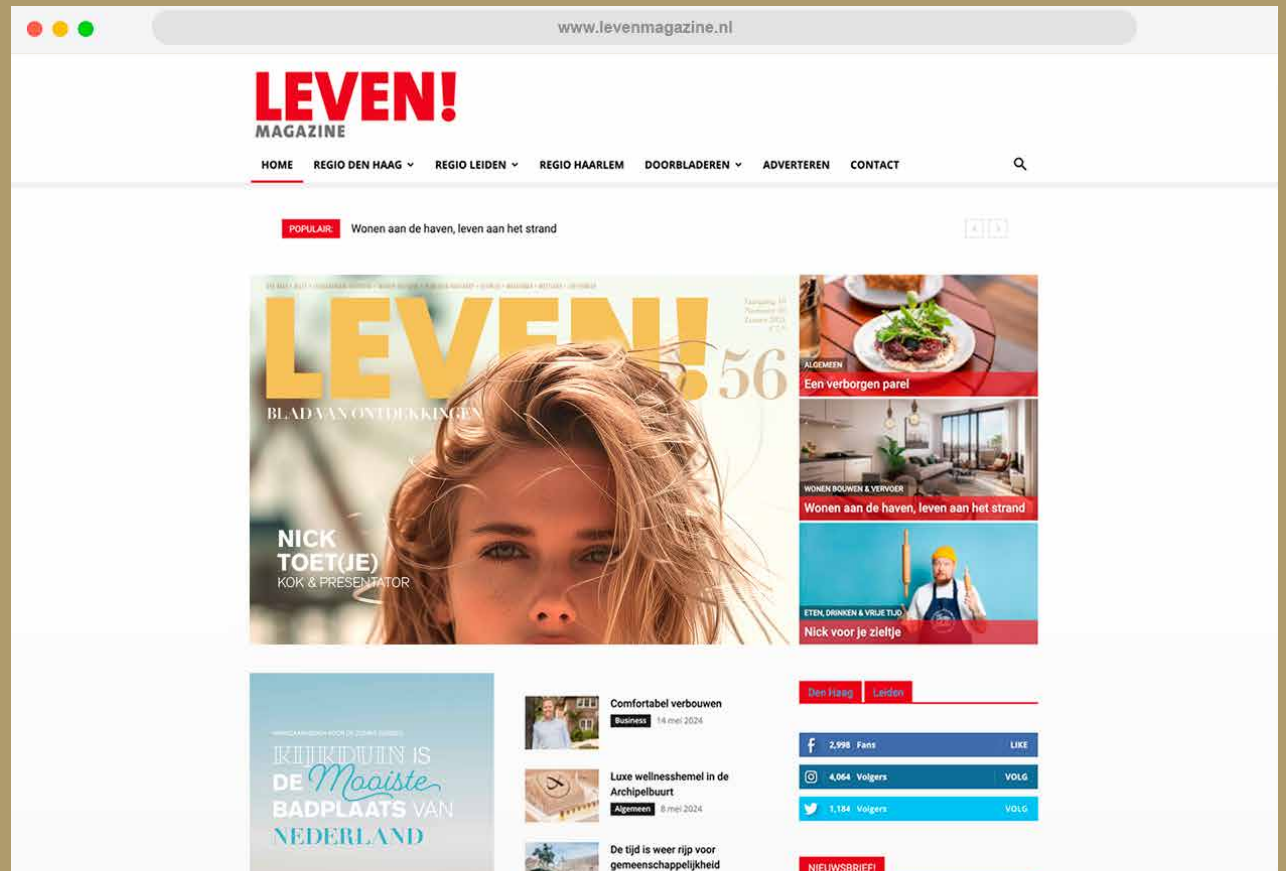 www.levenmagazine.nl
LEVEN!
MAGAZINE
HOME REGIO DEN HAAG REGIO LEIDEN REGIO HAARLEM DOORBLADEREN ADVERTEREN CONTACT
POPULAIR: Wonen aan de haven, leven aan het strand
LEVEN!
56
BLAD VAN ONTDEKKINGEN
NICK
TOET(JE)
KOK & PRESENTATOR
ALGEMEEN
Een verborgen parel
WONEN BOUWEN & VERVOER
Wonen aan de haven, leven aan het strand
ETEN, DRINKEN & VRIJE TIJD
Nick voor je zieltje
KIJKDUIN IS
DE Mooiste
BADPLAATS VAN
NEDERLAND
Comfortabel verbouwen
Business 14 mei 2024
Luxe wellnesshemel in de
Archipelbuurt
Algemeen 8 mei 2024
De tijd is weer rijp voor
gemeenschappelijkheid
Den Haag Leiden
2,998 Fans LIKE
4,064 Volgers VOLG
1,184 Volgers VOLG
NIEUWSBRIEF!